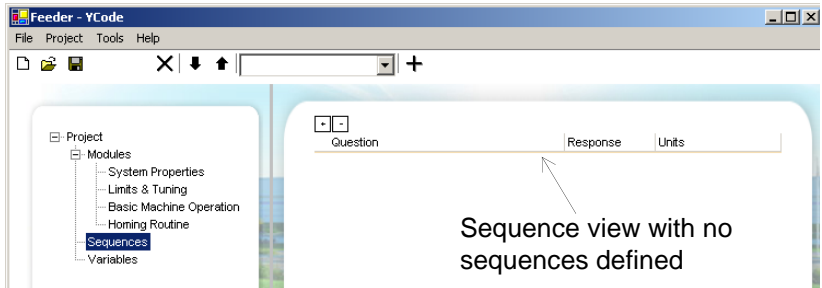 Feeder - YCode
File Project Tools Help
+ -
Question Response Units
Project
Modules
System Properties
Limits & Tuning
Basic Machine Operation
Homing Routine
Sequences
Variables
Sequence view with no
sequences defined